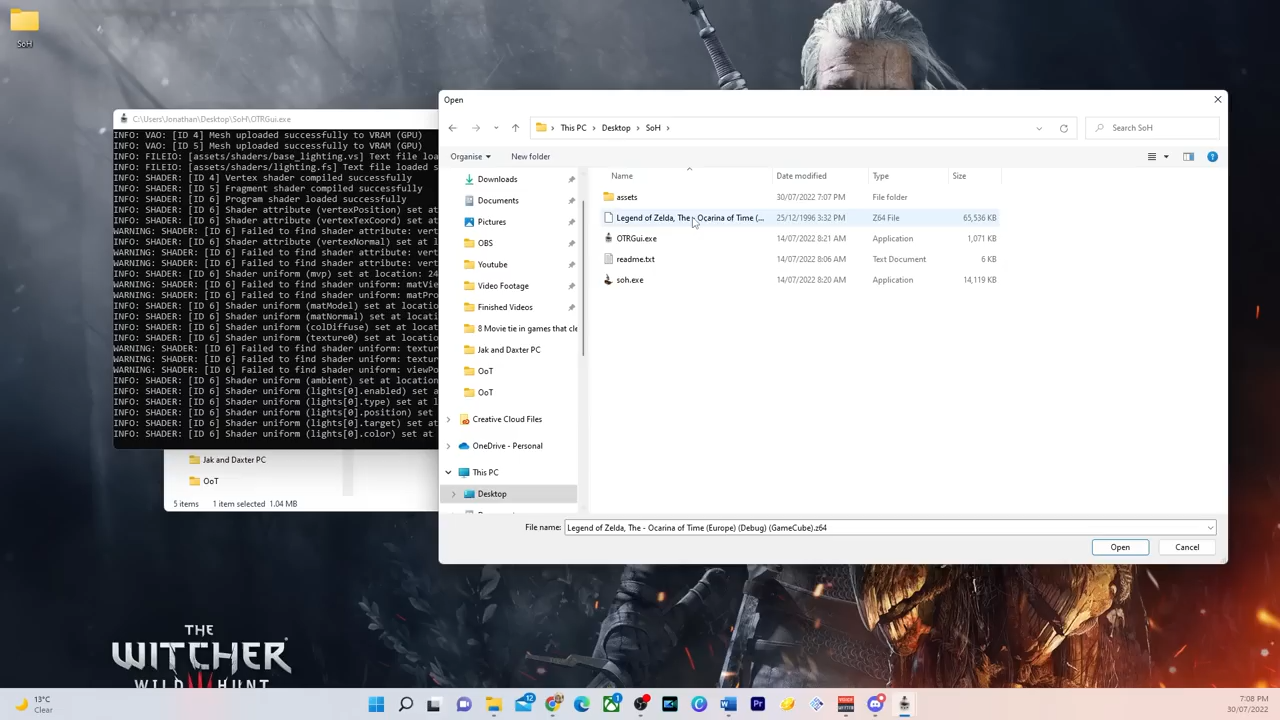 SoH
C:\Users\Jonathan\Desktop\SoH\OTRGui.exe
INFO: VAO: [ID 4] Mesh uploaded successfully to VRAM (GPU)
INFO: VAO: [ID 5] Mesh uploaded successfully to VRAM (GPU)
INFO: FILEIO: [assets/shaders/base_lighting.vs] Text file loa
INFO: FILEIO: [assets/shaders/lighting.fs] Text file loaded s
INFO: SHADER: [ID 4] Vertex shader compiled successfully
INFO: SHADER: [ID 5] Fragment shader compiled successfully
INFO: SHADER: [ID 6] Program shader loaded successfully
INFO: SHADER: [ID 6] Shader attribute (vertexPosition) set at
INFO: SHADER: [ID 6] Shader attribute (vertexTexCoord) set at
INFO: SHADER: [ID 6] Shader attribute (vertexNormal) set at
WARNING: SHADER: [ID 6] Failed to find shader attribute: vert
WARNING: SHADER: [ID 6] Failed to find shader attribute: vert
WARNING: SHADER: [ID 6] Failed to find shader attribute: vert
INFO: SHADER: [ID 6] Shader uniform (mvp) set at location: 24
WARNING: SHADER: [ID 6] Failed to find shader uniform: matVie
WARNING: SHADER: [ID 6] Failed to find shader uniform: matPro
INFO: SHADER: [ID 6] Shader uniform (matModel) set at locatio
INFO: SHADER: [ID 6] Shader uniform (matNormal) set at locati
INFO: SHADER: [ID 6] Shader uniform (colDiffuse) set at locat
INFO: SHADER: [ID 6] Shader uniform (texture0) set at locatio
WARNING: SHADER: [ID 6] Failed to find shader uniform: textur
WARNING: SHADER: [ID 6] Failed to find shader uniform: textur
WARNING: SHADER: [ID 6] Failed to find shader uniform: viewPo
INFO: SHADER: [ID 6] Shader uniform (ambient) set at location
INFO: SHADER: [ID 6] Shader uniform (lights[0].enabled) set a
INFO: SHADER: [ID 6] Shader uniform (lights[0].type) set at l
INFO: SHADER: [ID 6] Shader uniform (lights[0].position) set
INFO: SHADER: [ID 6] Shader uniform (lights[0].target) set at
INFO: SHADER: [ID 6] Shader uniform (lights[0].color) set at
Jak and Daxter PC
OoT
5 items 1 item selected 1.04 MB
Open
This PC Desktop SoH
Search SoH
Organise New folder
Downloads
Documents
Pictures
OBS
Youtube
Video Footage
Finished Videos
8 Movie tie in games that cle
Jak and Daxter PC
OoT
OoT
Creative Cloud Files
OneDrive - Personal
This PC
Desktop
Name Date modified Type Size
assets 30/07/2022 7:07 PM File folder
Legend of Zelda, The - Ocarina of Time (... 25/12/1996 3:32 PM Z64 File 65,536 KB
OTRGui.exe 14/07/2022 8:21 AM Application 1,071 KB
readme.txt 14/07/2022 8:06 AM Text Document 6 KB
soh.exe 14/07/2022 8:20 AM Application 14,119 KB
File name: Legend of Zelda, The - Ocarina of Time (Europe) (Debug) (GameCube).z64
Open Cancel
THE
WITCHER
WILD HUNT
13°C
Clear
12
1
7:08 PM
30/07/2022